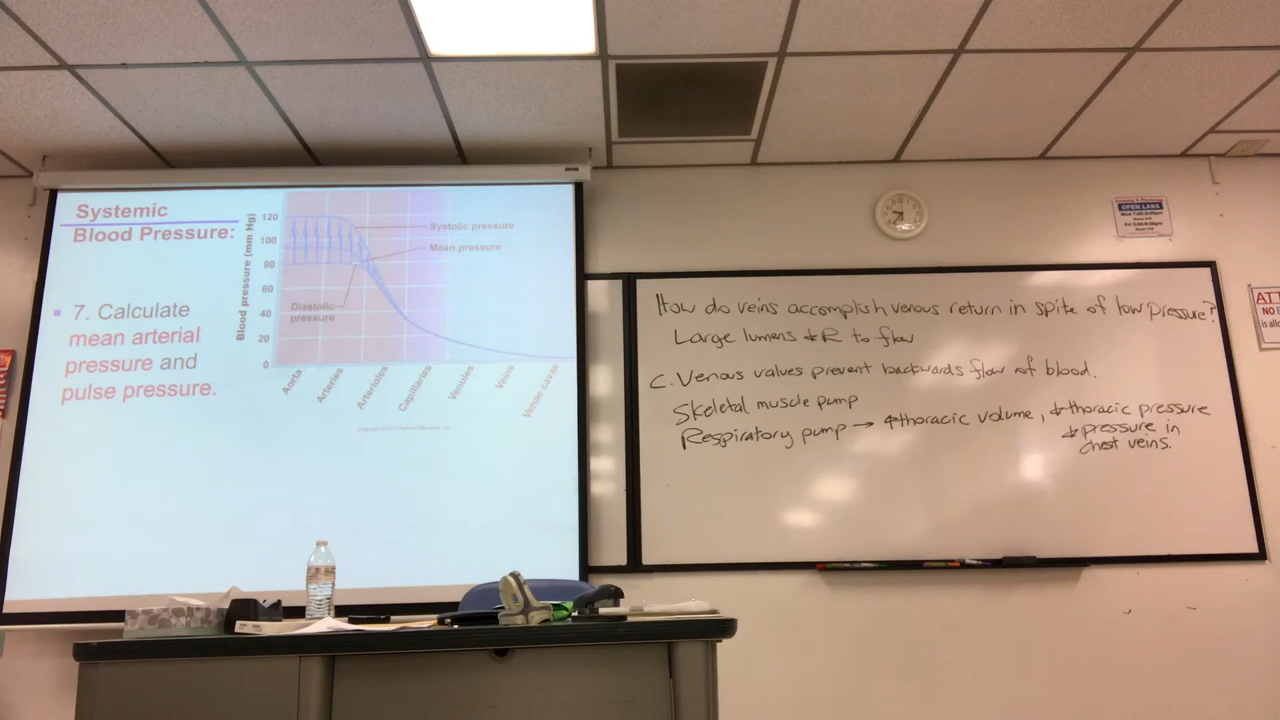 Systemic
Blood Pressure:
7. Calculate
mean arterial
pressure and
pulse pressure.
Blood pressure (mm Hg)
120
100
80
60
40
20
0
Systolic pressure
Mean pressure
Diastolic
pressure
Aorta
Arteries
Arterioles
Capillaries
Venules
Veins
Venae cavae
How do veins accomplish venous return in spite of low pressure?
Large lumens ↓R to flow
C. Venous valves prevent backwards flow of blood.
Skeletal muscle pump
Respiratory pump → ↑thoracic volume, ↓thoracic pressure
↓pressure in
chest veins.
OPEN LABS
ATT
NO